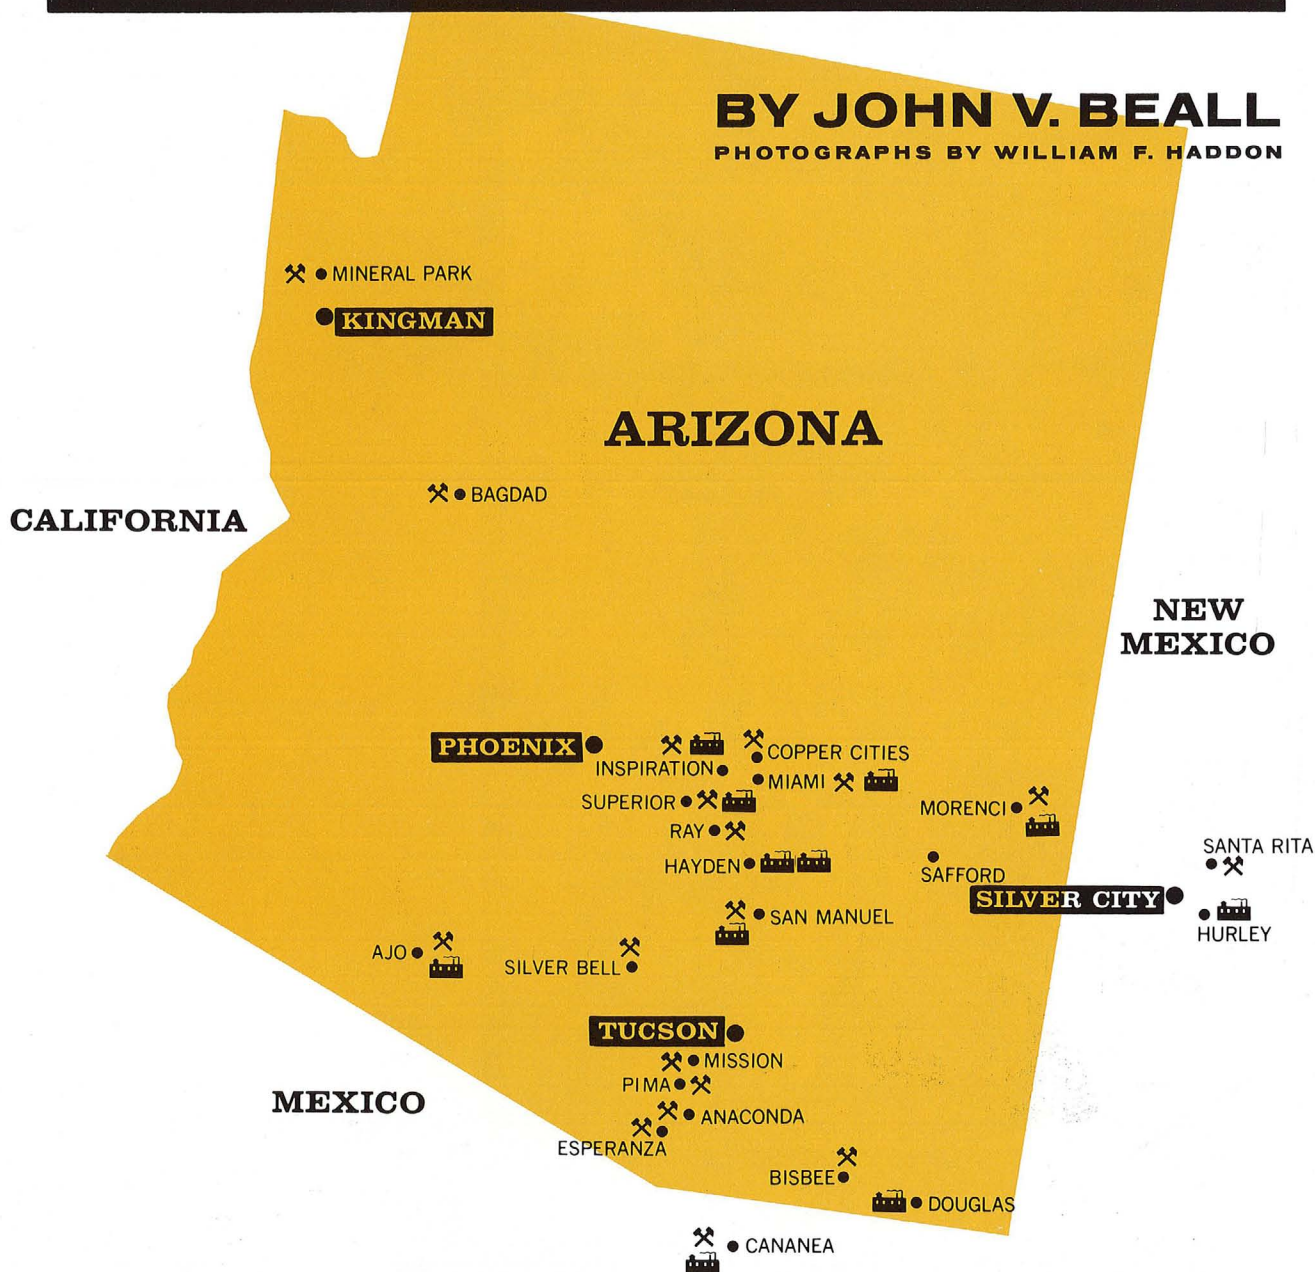 BY JOHN V. BEALL
PHOTOGRAPHS BY WILLIAM F. HADDON
MINERAL PARK
KINGMAN
ARIZONA
BAGDAD
CALIFORNIA
NEW
MEXICO
PHOENIX
COPPER CITIES
INSPIRATION
MIAMI
SUPERIOR
MORENCI
RAY
SANTA RITA
HAYDEN
SAFFORD
SILVER CITY
SAN MANUEL
HURLEY
AJO
SILVER BELL
TUCSON
MISSION
PIMA
MEXICO
ANACONDA
ESPERANZA
BISBEE
DOUGLAS
CANANEA